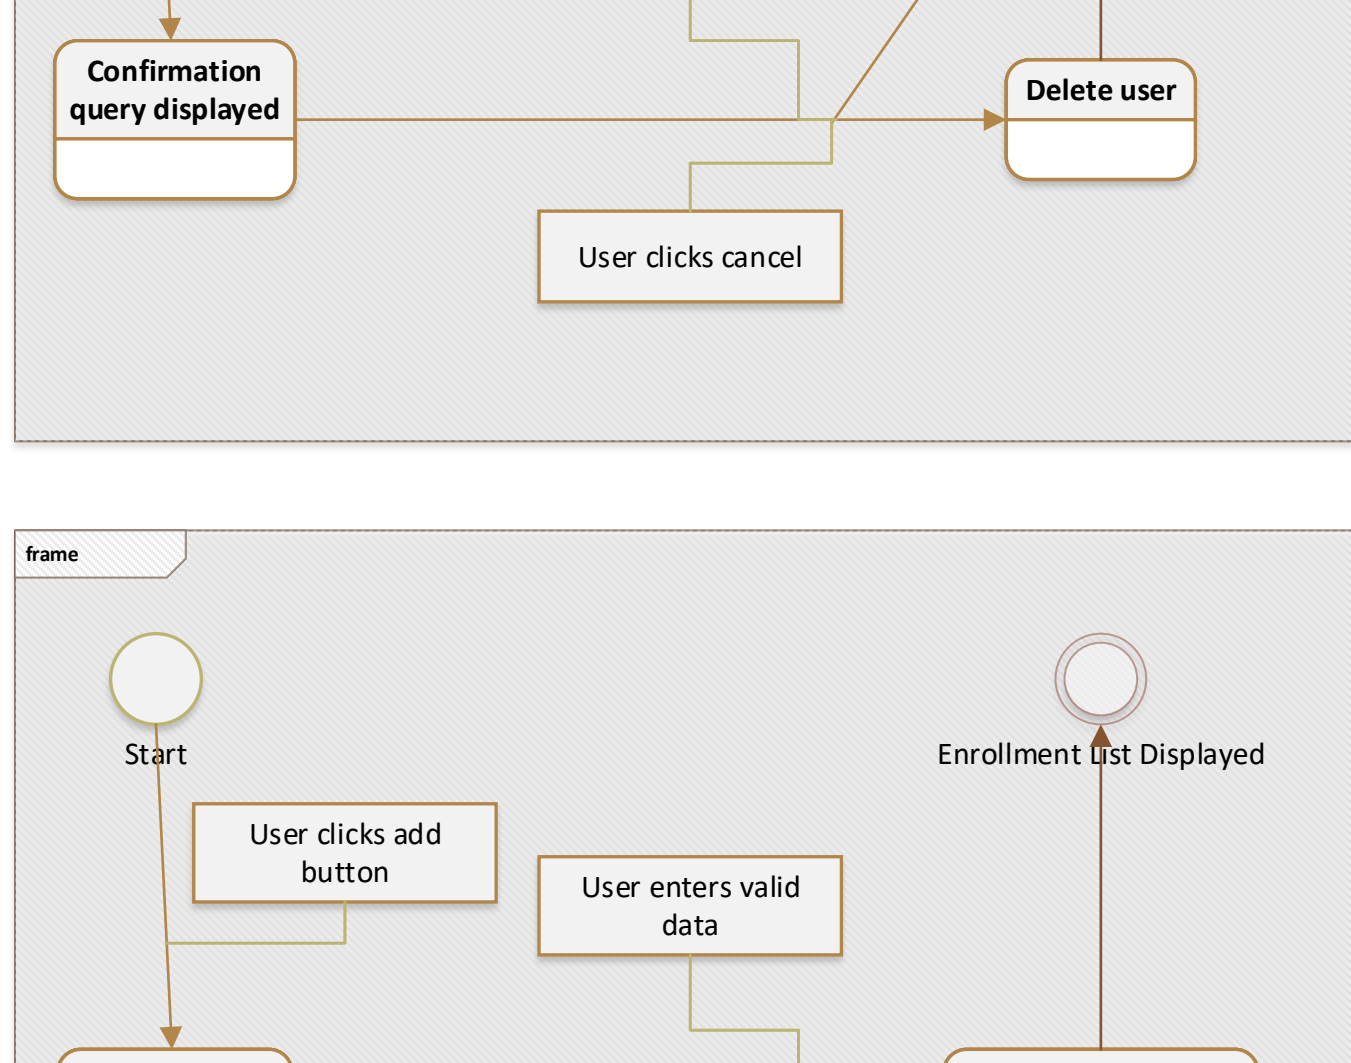 Confirmation
query displayed
Delete user
User clicks cancel
frame
Start
Enrollment List Displayed
User clicks add
button
User enters valid
data